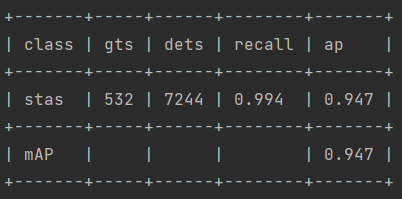 +-------+-----+------+--------+-------+
| class | gts | dets | recall | ap    |
+-------+-----+------+--------+-------+
| stas  | 532 | 7244 | 0.994  | 0.947 |
+-------+-----+------+--------+-------+
| mAP   |     |      |        | 0.947 |
+-------+-----+------+--------+-------+